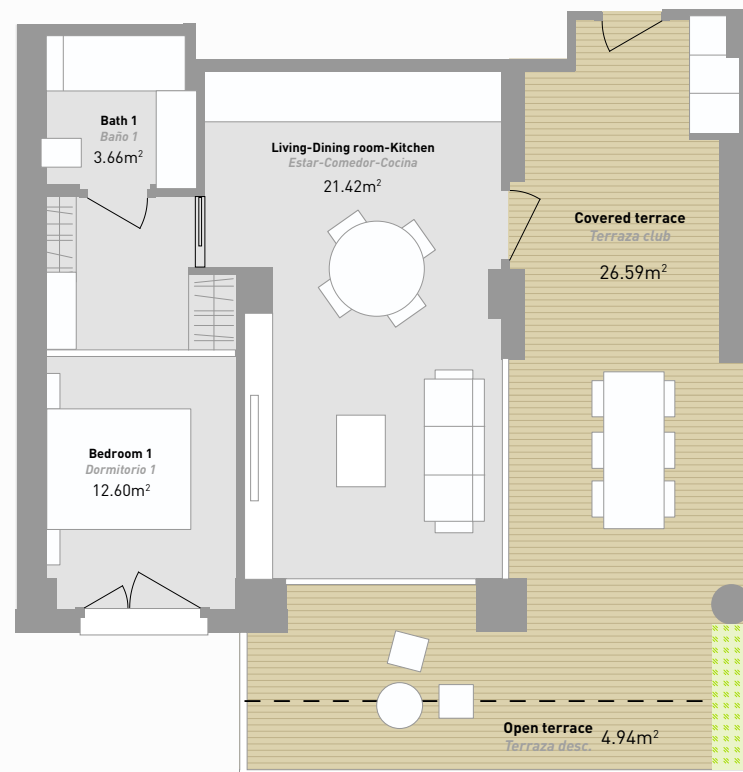 Bath 1
Baño 1
3.66m²
Living-Dining room-Kitchen
Estar-Comedor-Cocina
21.42m²
Covered terrace
Terraza club
26.59m²
Bedroom 1
Dormitorio 1
12.60m²
Open terrace 4.94m²
Terraza desc.